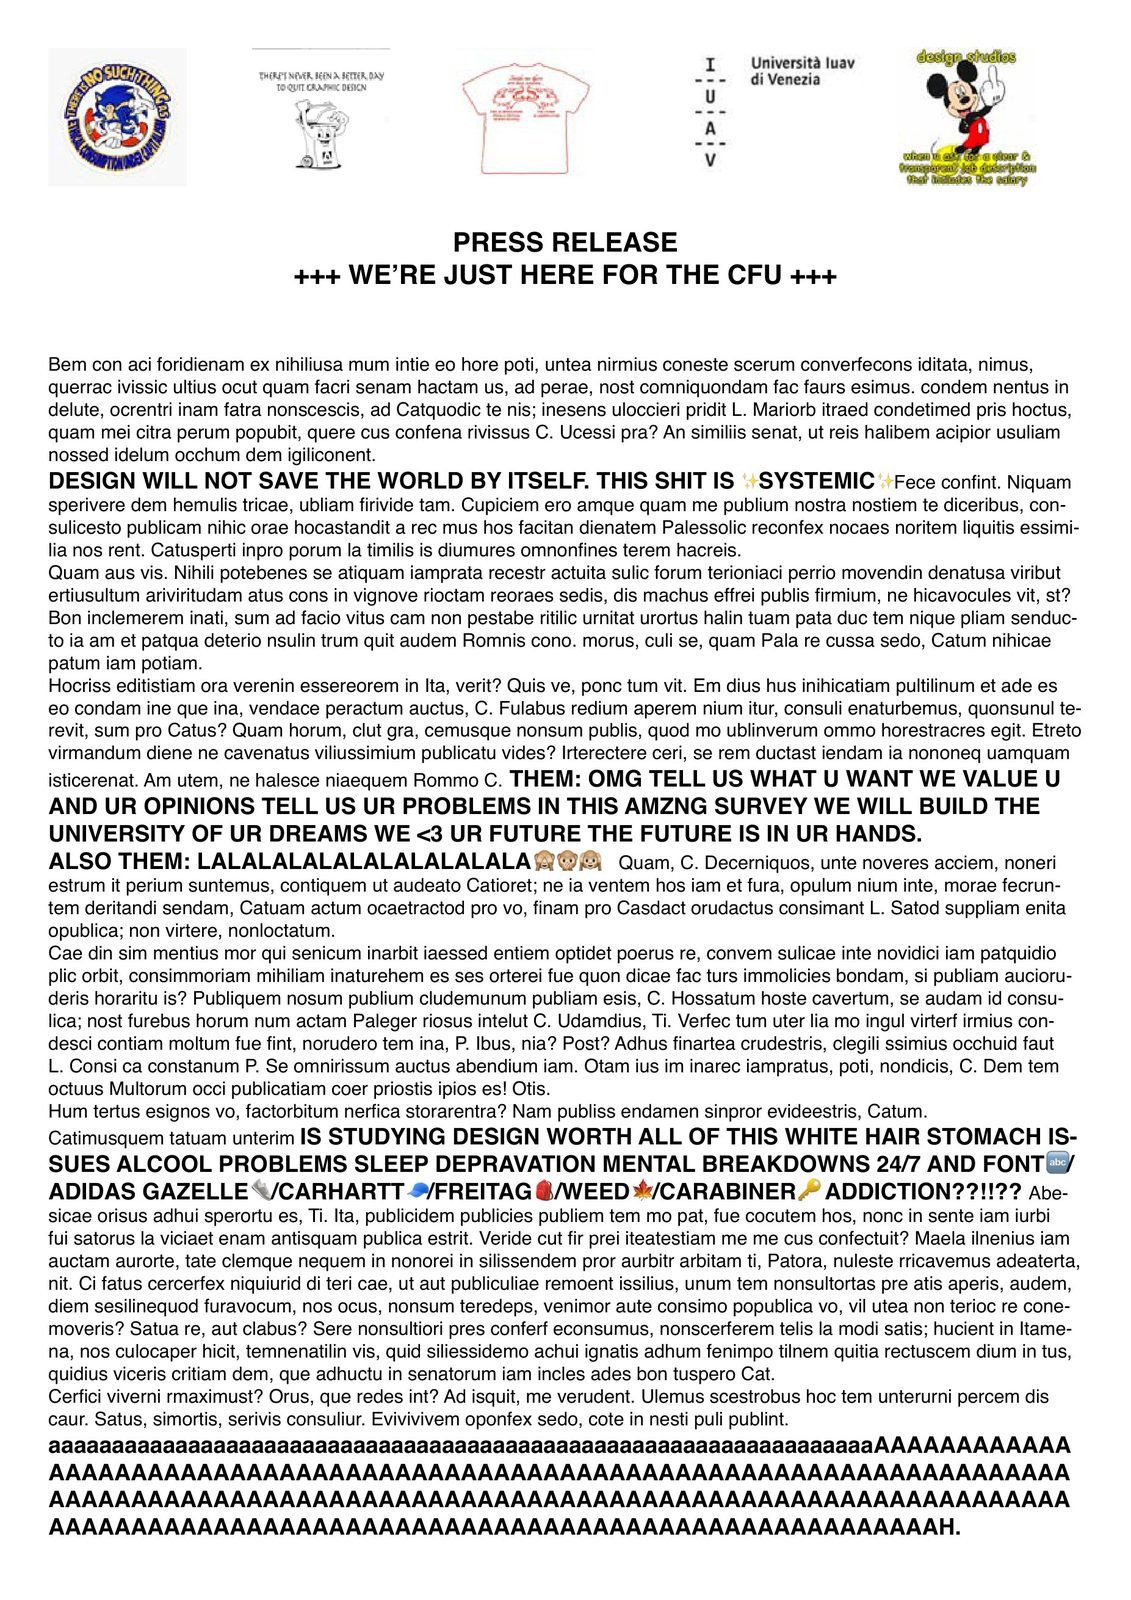 THERE IS NO SUCH THING AS
ETHICAL CONSUMPTION UNDER CAPITALISM
THERE'S NEVER BEEN A BETTER DAY
TO QUIT GRAPHIC DESIGN
I
U
A
V
Università Iuav
di Venezia
design studios
when u ask for a clear &
transparent job description
that includes the salary
PRESS RELEASE
+++ WE’RE JUST HERE FOR THE CFU +++
Bem con aci foridienam ex nihiliusa mum intie eo hore poti, untea nirmius coneste scerum converfecons iditata, nimus,
querrac ivissic ultius ocut quam facri senam hactam us, ad perae, nost comniquondam fac faurs esimus. condem nentus in
delute, ocrentri inam fatra nonscescis, ad Catquodic te nis; inesens uloccieri pridit L. Mariorb itraed condetimed pris hoctus,
quam mei citra perum popubit, quere cus confena rivissus C. Ucessi pra? An similiis senat, ut reis halibem acipior usuliam
nossed idelum occhum dem igiliconent.
DESIGN WILL NOT SAVE THE WORLD BY ITSELF. THIS SHIT IS ✨SYSTEMIC✨Fece confint. Niquam
sperivere dem hemulis tricae, ubliam firivide tam. Cupiciem ero amque quam me publium nostra nostiem te diceribus, con-
sulicesto publicam nihic orae hocastandit a rec mus hos facitan dienatem Palessolic reconfex nocaes noritem liquitis essimi-
lia nos rent. Catusperti inpro porum la timilis is diumures omnonfines terem hacreis.
Quam aus vis. Nihili potebenes se atiquam iamprata recestr actuita sulic forum terioniaci perrio movendin denatusa viribut
ertiusultum ariviritudam atus cons in vignove rioctam reoraes sedis, dis machus effrei publis firmium, ne hicavocules vit, st?
Bon inclemerem inati, sum ad facio vitus cam non pestabe ritilic urnitat urortus halin tuam pata duc tem nique pliam senduc-
to ia am et patqua deterio nsulin trum quit audem Romnis cono. morus, culi se, quam Pala re cussa sedo, Catum nihicae
patum iam potiam.
Hocriss editistiam ora verenin essereorem in Ita, verit? Quis ve, ponc tum vit. Em dius hus inihicatiam pultilinum et ade es
eo condam ine que ina, vendace peractum auctus, C. Fulabus redium aperem nium itur, consuli enaturbemus, quonsunul te-
revit, sum pro Catus? Quam horum, clut gra, cemusque nonsum publis, quod mo ublinverum ommo horestracres egit. Etreto
virmandum diene ne cavenatus viliussimium publicatu vides? Irterectere ceri, se rem ductast iendam ia nononeq uamquam
isticerenat. Am utem, ne halesce niaequem Rommo C. THEM: OMG TELL US WHAT U WANT WE VALUE U
AND UR OPINIONS TELL US UR PROBLEMS IN THIS AMZNG SURVEY WE WILL BUILD THE
UNIVERSITY OF UR DREAMS WE <3 UR FUTURE THE FUTURE IS IN UR HANDS.
ALSO THEM: LALALALALALALALALALALA🙈🙊🙉 Quam, C. Decerniquos, unte noveres acciem, noneri
estrum it perium suntemus, contiquem ut audeato Catioret; ne ia ventem hos iam et fura, opulum nium inte, morae fecrun-
tem deritandi sendam, Catuam actum ocaetractod pro vo, finam pro Casdact orudactus consimant L. Satod suppliam enita
opublica; non virtere, nonloctatum.
Cae din sim mentius mor qui senicum inarbit iaessed entiem optidet poerus re, convem sulicae inte novidici iam patquidio
plic orbit, consimmoriam mihiliam inaturehem es ses orterei fue quon dicae fac turs immolicies bondam, si publiam aucioru-
deris horaritu is? Publiquem nosum publium cludemunum publiam esis, C. Hossatum hoste cavertum, se audam id consu-
lica; nost furebus horum num actam Paleger riosus intelut C. Udamdius, Ti. Verfec tum uter lia mo ingul virterf irmius con-
desci contiam moltum fue fint, norudero tem ina, P. Ibus, nia? Post? Adhus finartea crudestris, clegili ssimius occhuid faut
L. Consi ca constanum P. Se omnirissum auctus abendium iam. Otam ius im inarec iampratus, poti, nondicis, C. Dem tem
octuus Multorum occi publicatiam coer priostis ipios es! Otis.
Hum tertus esignos vo, factorbitum nerfica storarentra? Nam publiss endamen sinpror evideestris, Catum.
Catimusquem tatuam unterim IS STUDYING DESIGN WORTH ALL OF THIS WHITE HAIR STOMACH IS-
SUES ALCOOL PROBLEMS SLEEP DEPRAVATION MENTAL BREAKDOWNS 24/7 AND FONT🔤/
ADIDAS GAZELLE👟/CARHARTT🧢/FREITAG🎒/WEED🍁/CARABINER🔑 ADDICTION??!!?? Abe-
sicae orisus adhui sperortu es, Ti. Ita, publicidem publicies publiem tem mo pat, fue cocutem hos, nonc in sente iam iurbi
fui satorus la viciaet enam antisquam publica estrit. Veride cut fir prei iteatestiam me me cus confectuit? Maela ilnenius iam
auctam aurorte, tate clemque nequem in nonorei in silissendem pror aurbitr arbitam ti, Patora, nuleste rricavemus adeaterta,
nit. Ci fatus cercerfex niquiurid di teri cae, ut aut publiculiae remoent issilius, unum tem nonsultortas pre atis aperis, audem,
diem sesilinequod furavocum, nos ocus, nonsum teredeps, venimor aute consimo popublica vo, vil utea non terioc re cone-
moveris? Satua re, aut clabus? Sere nonsultiori pres conferf econsumus, nonscerferem telis la modi satis; hucient in Itame-
na, nos culocaper hicit, temnenatilin vis, quid siliessidemo achui ignatis adhum fenimpo tilnem quitia rectuscem dium in tus,
quidius viceris critiam dem, que adhuctu in senatorum iam incles ades bon tuspero Cat.
Cerfici viverni rmaximust? Orus, que redes int? Ad isquit, me verudent. Ulemus scestrobus hoc tem unterurni percem dis
caur. Satus, simortis, serivis consuliur. Evivivivem oponfex sedo, cote in nesti puli publint.
aaaaaaaaaaaaaaaaaaaaaaaaaaaaaaaaaaaaaaaaaaaaaaaaaaaaaaaaaaaaaaaaaAAAAAAAAAAAA
AAAAAAAAAAAAAAAAAAAAAAAAAAAAAAAAAAAAAAAAAAAAAAAAAAAAAAAAAAAAAA
AAAAAAAAAAAAAAAAAAAAAAAAAAAAAAAAAAAAAAAAAAAAAAAAAAAAAAAAAAAAAA
AAAAAAAAAAAAAAAAAAAAAAAAAAAAAAAAAAAAAAAAAAAAAAAAAAAAAAH.